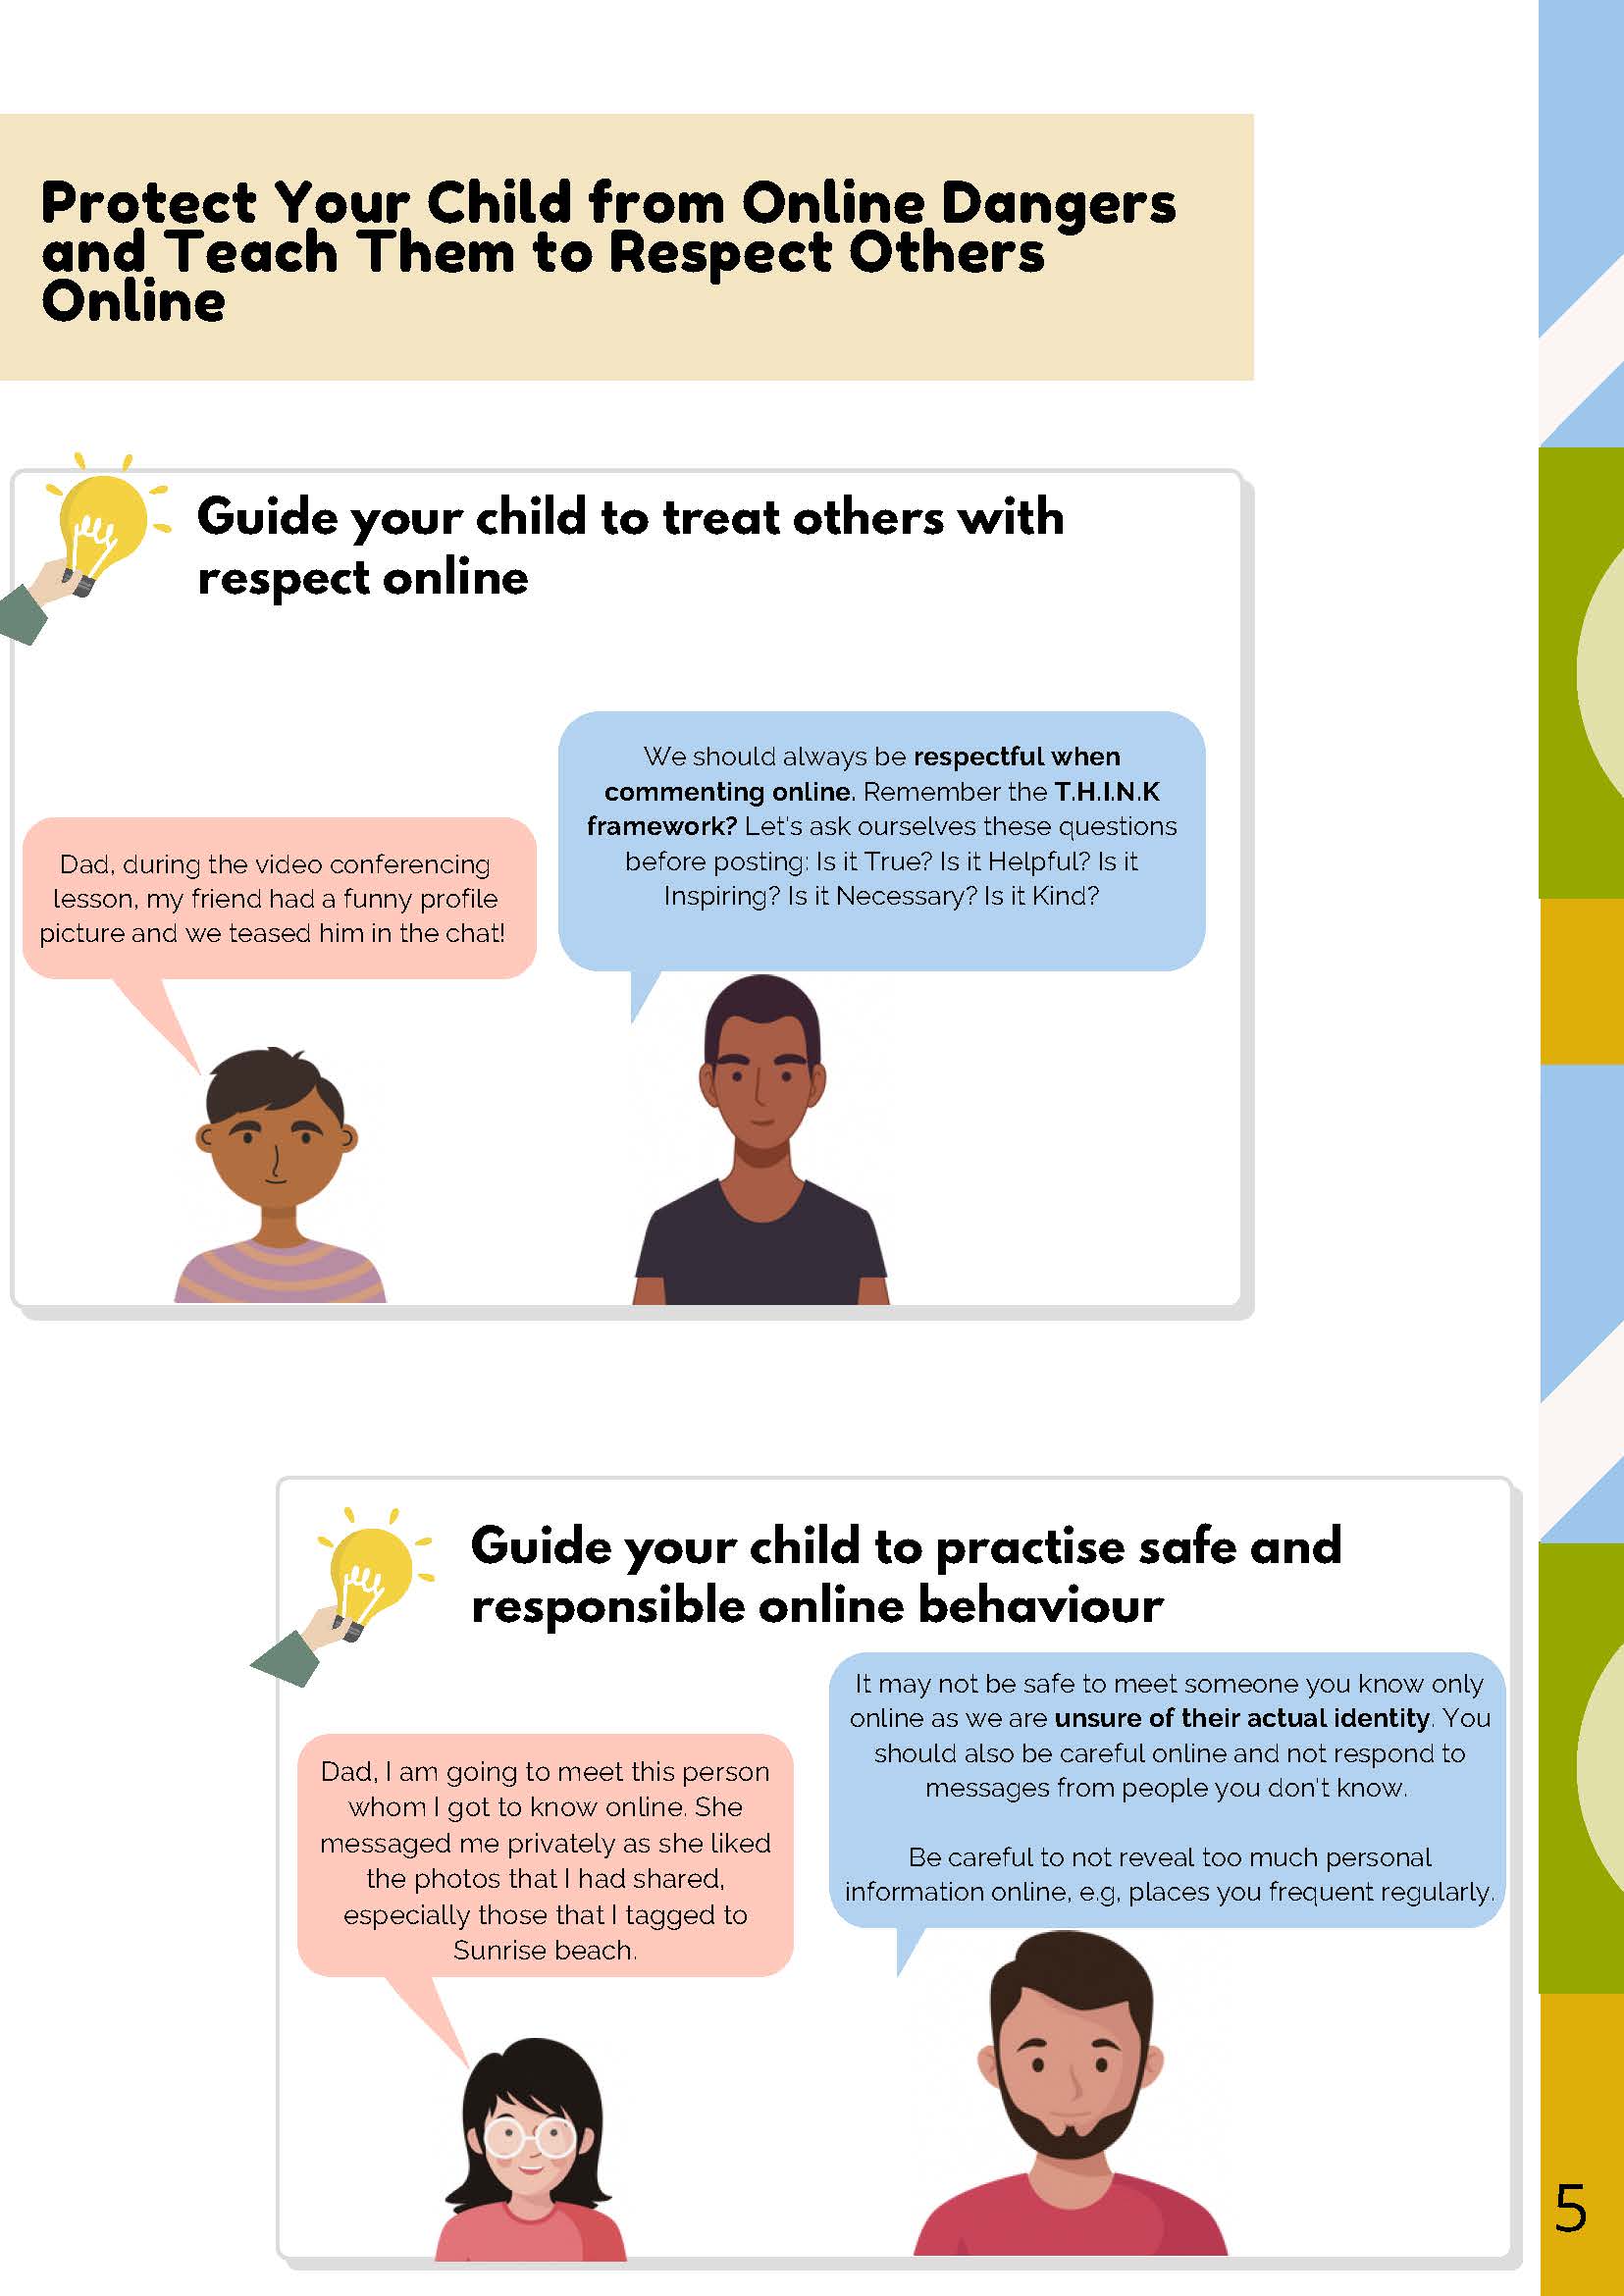 Protect Your Child from Online Dangers
and Teach Them to Respect Others
Online
Guide your child to treat others with
respect online
Dad, during the video conferencing
lesson, my friend had a funny profile
picture and we teased him in the chat!
We should always be respectful when
commenting online. Remember the T.H.I.N.K
framework? Let's ask ourselves these questions
before posting: Is it True? Is it Helpful? Is it
Inspiring? Is it Necessary? Is it Kind?
Guide your child to practise safe and
responsible online behaviour
Dad, I am going to meet this person
whom I got to know online. She
messaged me privately as she liked
the photos that I had shared,
especially those that I tagged to
Sunrise beach.
It may not be safe to meet someone you know only
online as we are unsure of their actual identity. You
should also be careful online and not respond to
messages from people you don't know.
Be careful to not reveal too much personal
information online, e.g, places you frequent regularly.
5